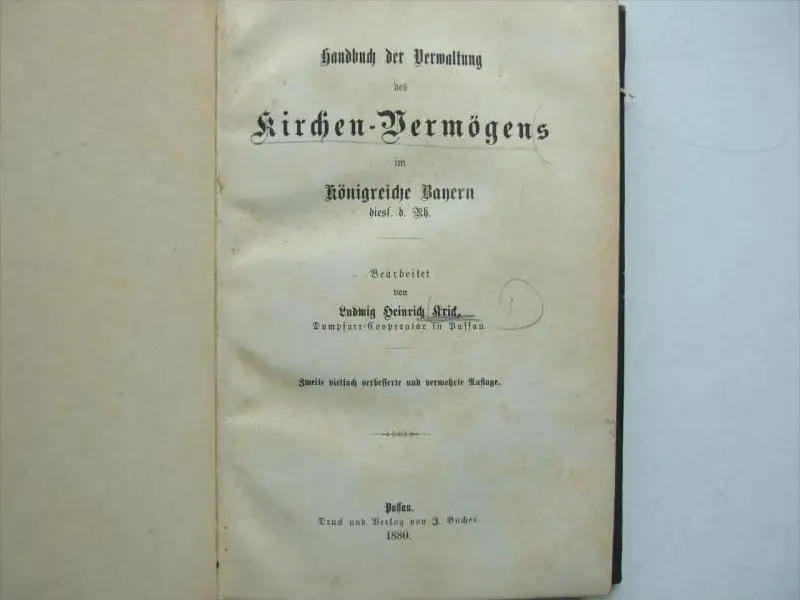 Handbuch der Verwaltung
des
Kirchen-Vermögens
im
Königreiche Bayern
diess. d. Rh.
Bearbeitet
von
Ludwig Heinrich Krick,
Dompfarr-Cooperator in Passau.
Zweite vielfach verbesserte und vermehrte Auflage.
Passau.
Druck und Verlag von J. Bucher
1880.